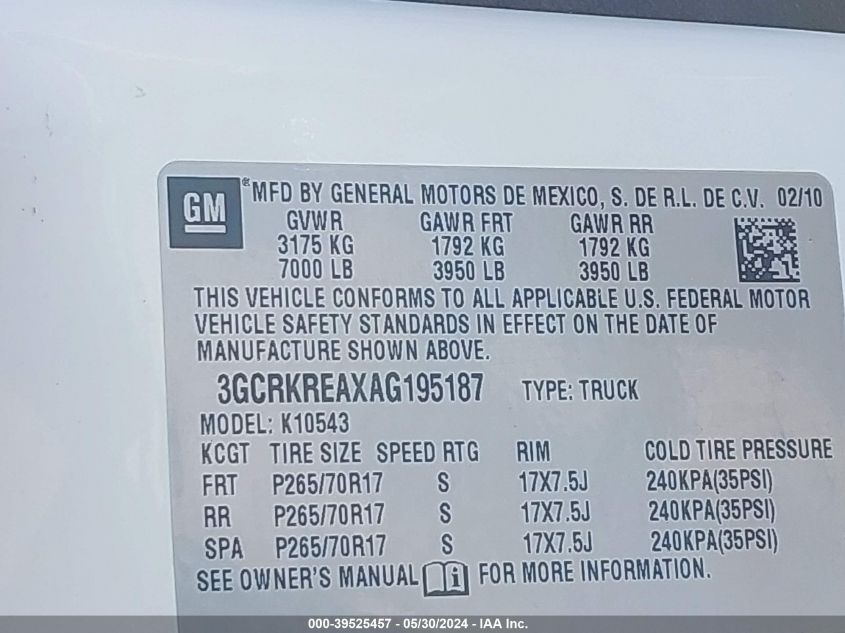 GM® MFD BY GENERAL MOTORS DE MEXICO, S. DE R.L. DE C.V. 02/10
GVWR GAWR FRT GAWR RR
3175 KG 1792 KG 1792 KG
7000 LB 3950 LB 3950 LB
THIS VEHICLE CONFORMS TO ALL APPLICABLE U.S. FEDERAL MOTOR
VEHICLE SAFETY STANDARDS IN EFFECT ON THE DATE OF
MANUFACTURE SHOWN ABOVE.
3GCRKREAXAG195187 TYPE: TRUCK
MODEL: K10543
KCGT TIRE SIZE SPEED RTG RIM COLD TIRE PRESSURE
FRT P265/70R17 S 17X7.5J 240KPA(35PSI)
RR P265/70R17 S 17X7.5J 240KPA(35PSI)
SPA P265/70R17 S 17X7.5J 240KPA(35PSI)
SEE OWNER'S MANUAL i FOR MORE INFORMATION.
000-39525457 - 05/30/2024 - IAA Inc.